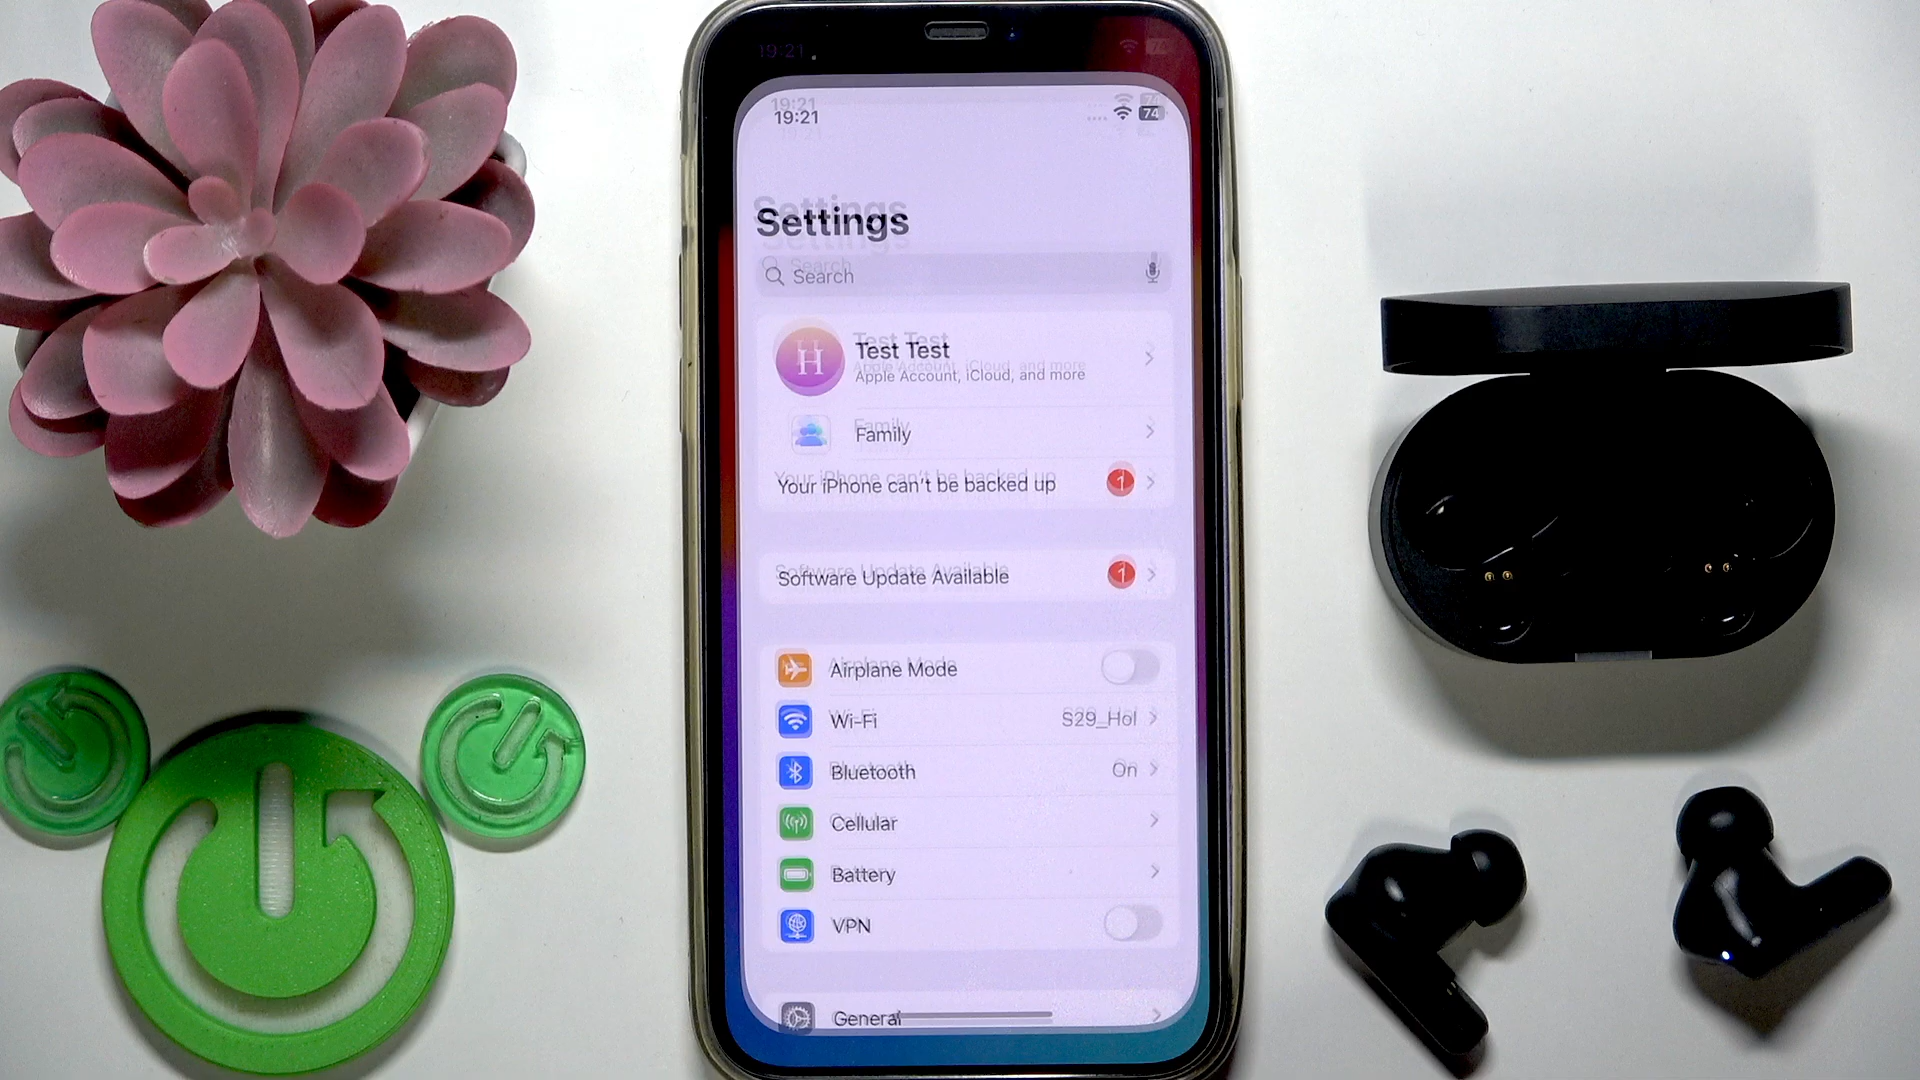 19:21
74
Settings
Search
H
Test Test
Apple Account, iCloud, and more
Family
Your iPhone can't be backed up 1
Software Update Available 1
Airplane Mode
Wi-Fi S29_Hol
Bluetooth On
Cellular
Battery
VPN
General